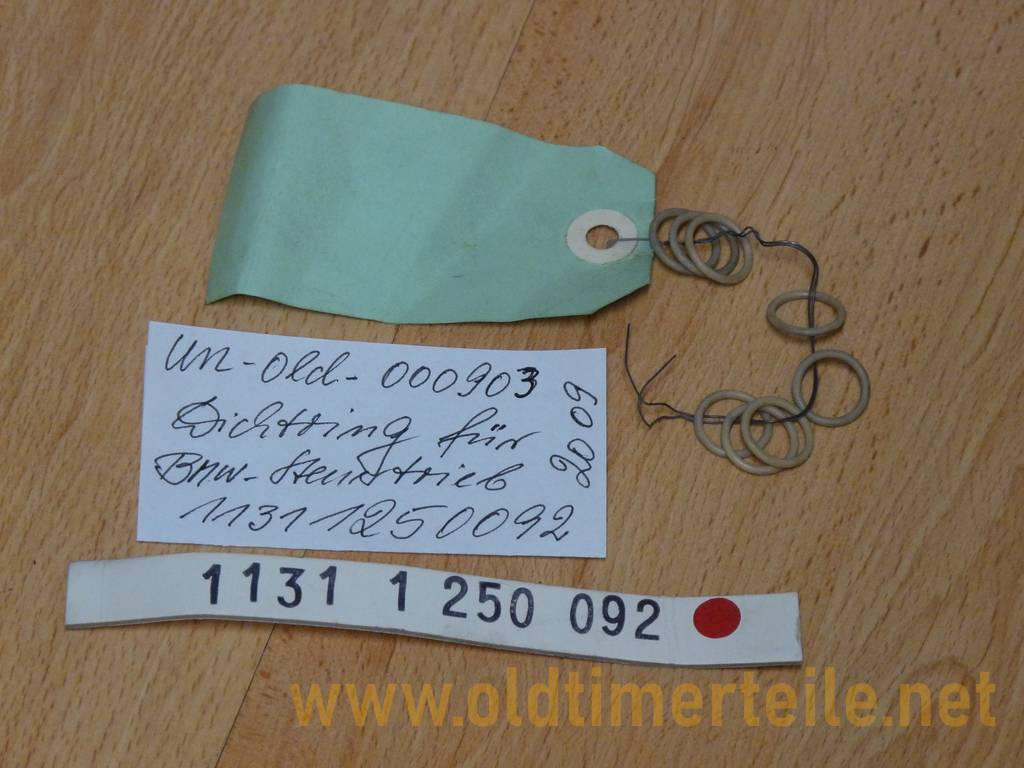 Un-Old-000903
Dichtring für
Bmw-Steuertrieb
11311250092
2009
1131 1 250 092
www.oldtimerteile.net